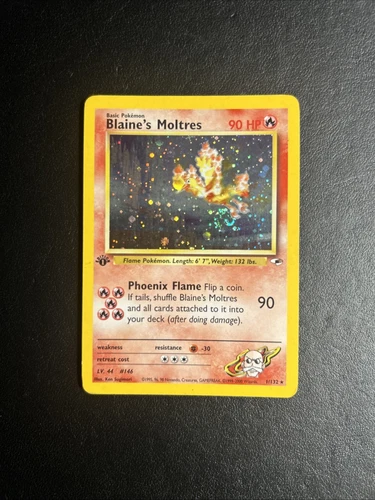 Basic Pokémon
Blaine's Moltres 90 HP
Flame Pokémon. Length: 6' 7", Weight: 132 lbs.
Phoenix Flame Flip a coin.
If tails, shuffle Blaine's Moltres
and all cards attached to it into
your deck (after doing damage).
90
weakness resistance -30
retreat cost
LV. 44 #146
1/132